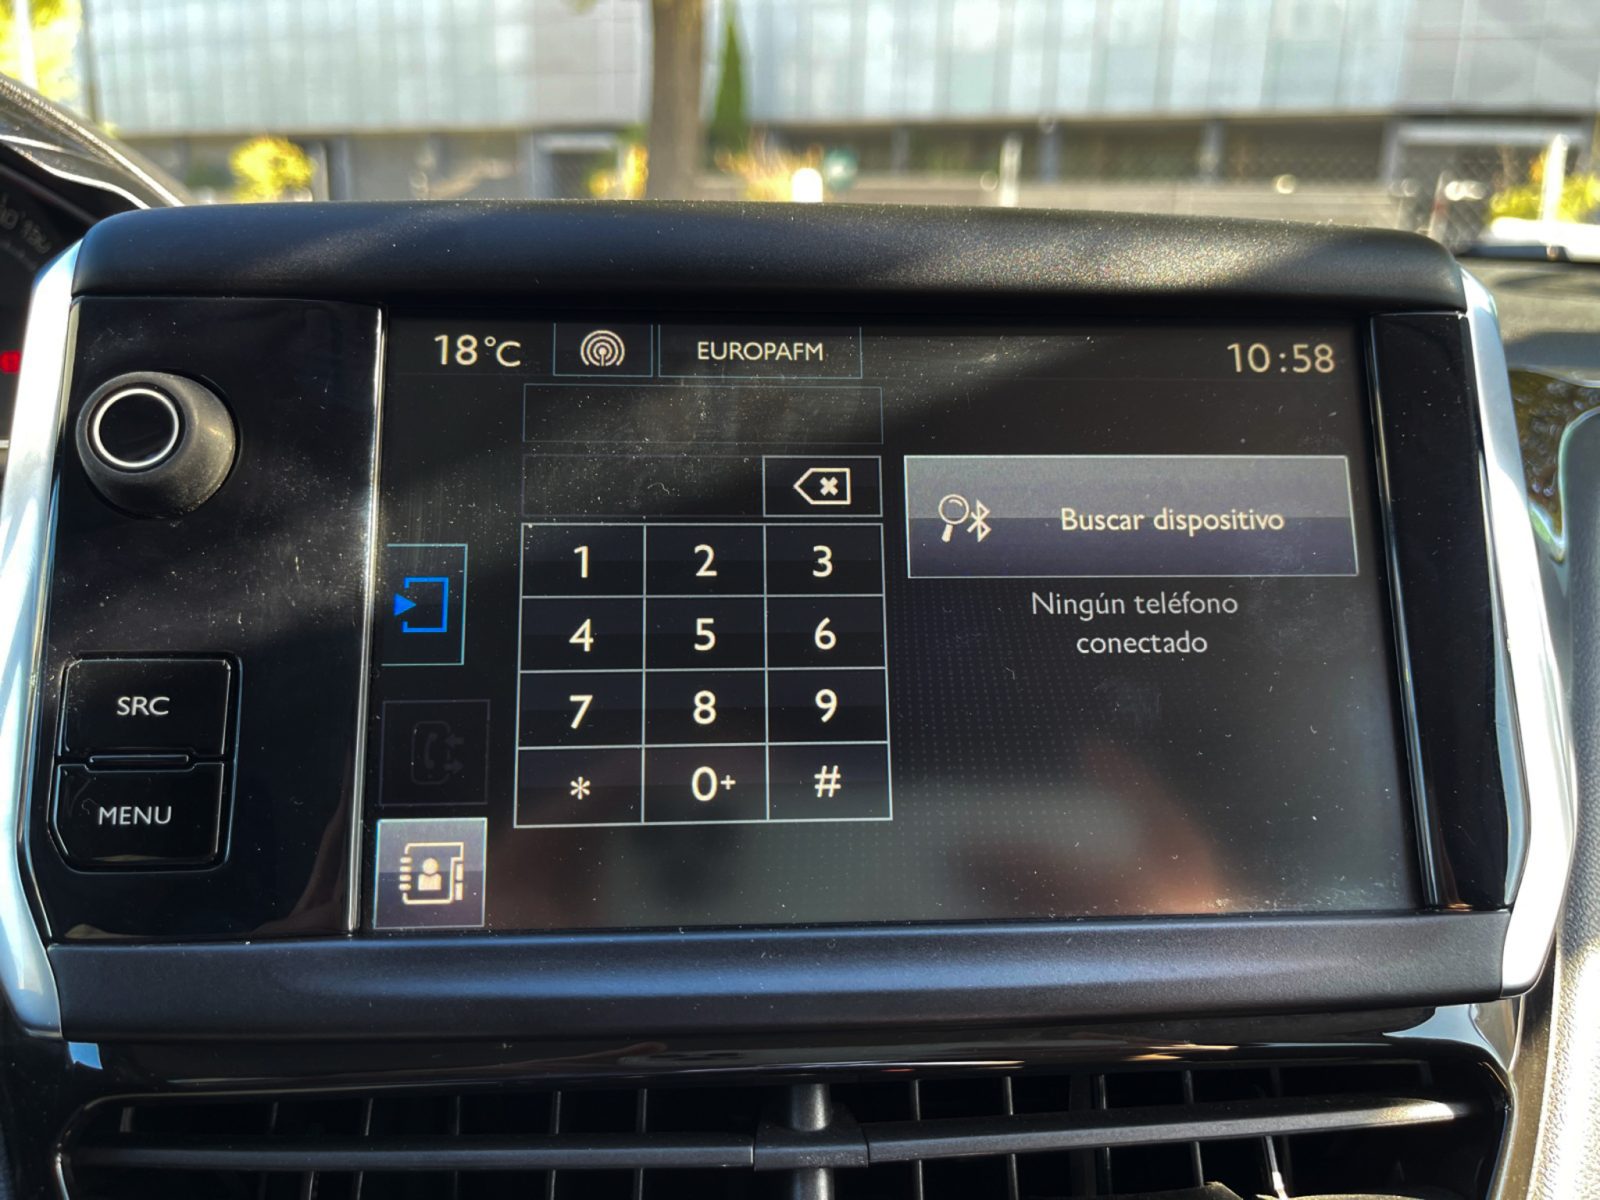 18°C
EUROPAFM
10:58
Buscar dispositivo
Ningún teléfono
conectado
1 2 3
4 5 6
7 8 9
* 0+ #
SRC
MENU